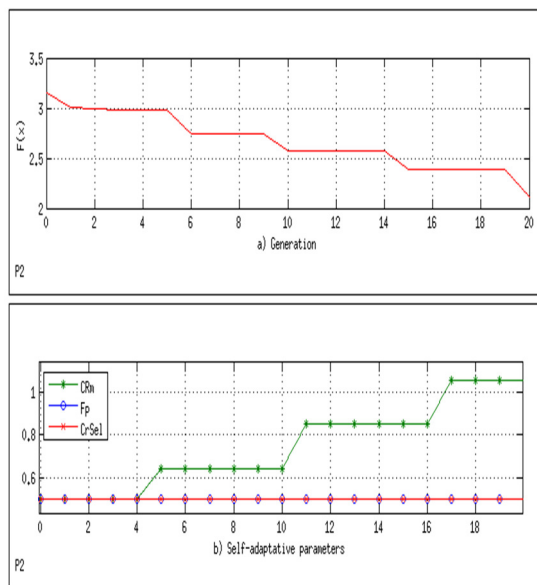 3.5
3
2.5
2
F(x)
0 2 4 6 8 10 12 14 16 18 20
a) Generation
P2
CRm
Fp
CrSel
1
0.8
0.6
0 2 4 6 8 10 12 14 16 18
b) Self-adaptative parameters
P2